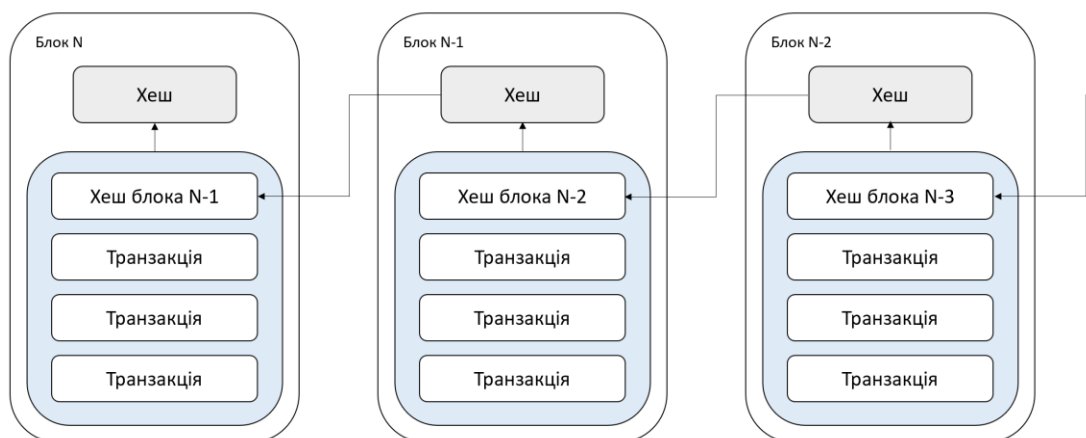 Блок N
Хеш
Хеш блока N-1
Транзакція
Транзакція
Транзакція
Блок N-1
Хеш
Хеш блока N-2
Транзакція
Транзакція
Транзакція
Блок N-2
Хеш
Хеш блока N-3
Транзакція
Транзакція
Транзакція